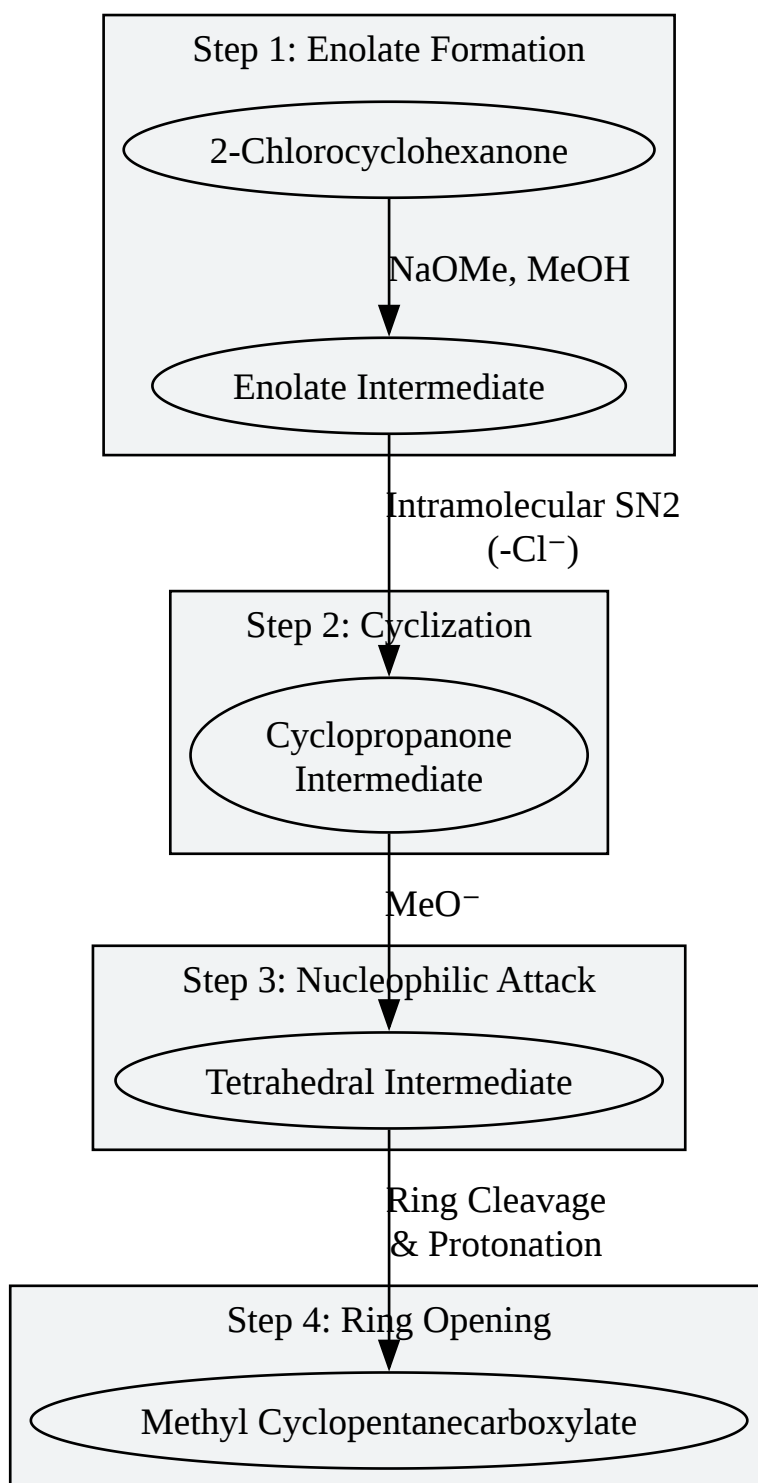 Step 1: Enolate Formation
2-Chlorocyclohexanone
NaOMe, MeOH
Enolate Intermediate
Intramolecular SN2
(-Cl⁻)
Step 2: Cyclization
Cyclopropanone
Intermediate
MeO⁻
Step 3: Nucleophilic Attack
Tetrahedral Intermediate
Ring Cleavage
& Protonation
Step 4: Ring Opening
Methyl Cyclopentanecarboxylate